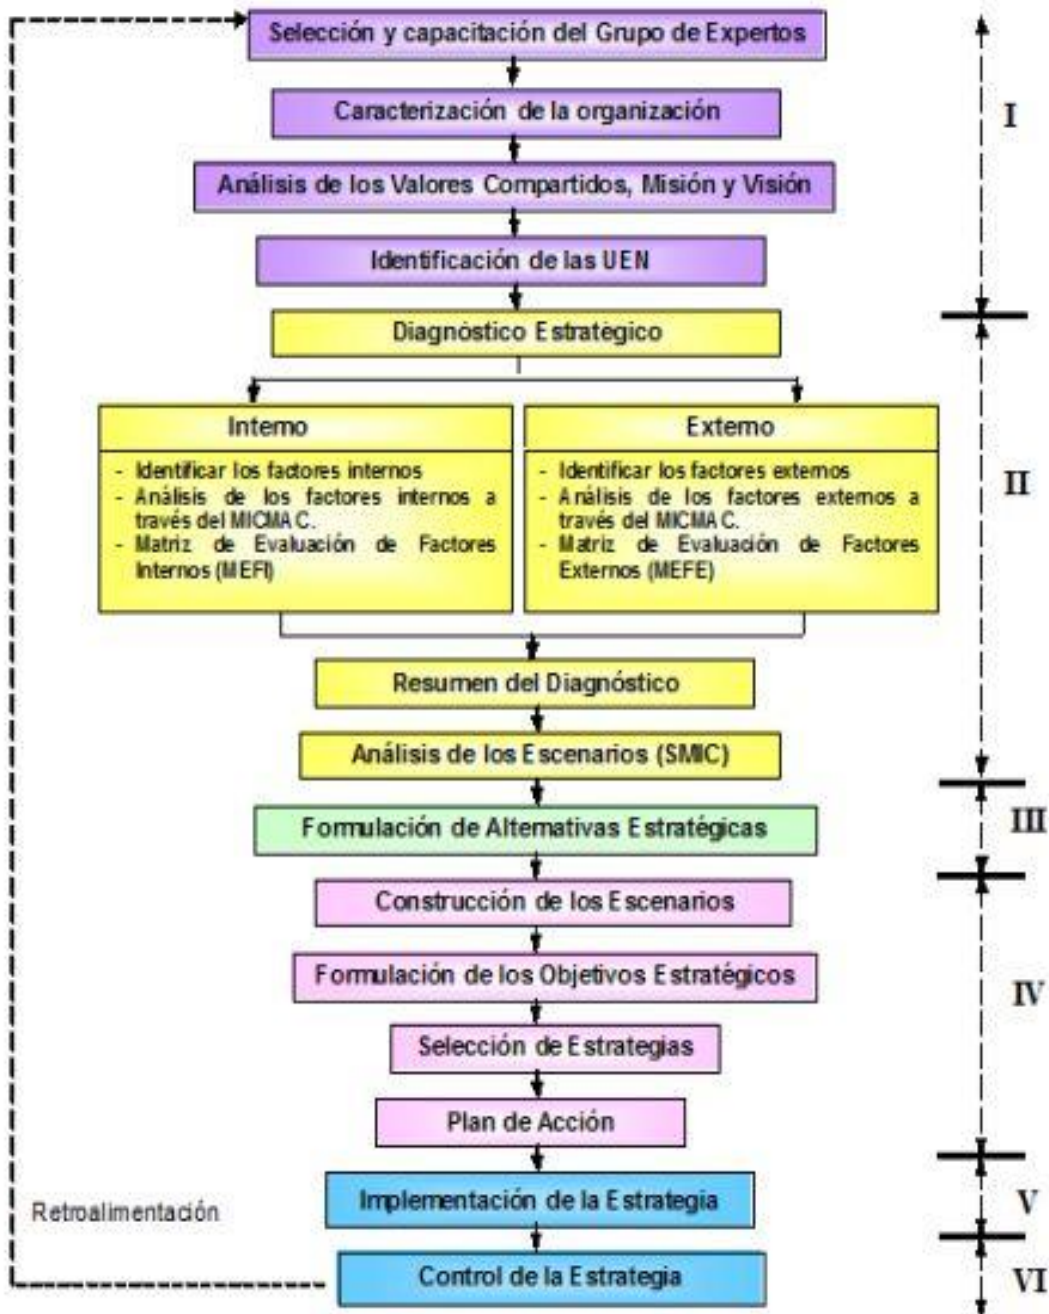 Selección y capacitación del Grupo de Expertos
I
Caracterización de la organización
Análisis de los Valores Compartidos, Misión y Visión
Identificación de las UEN
Diagnóstico Estratégico
Interno
- Identificar los factores internos
- Análisis de los factores internos a
través del MICMAC.
- Matriz de Evaluación de Factores
Internos (MEFI)
Externo
- Identificar los factores externos
- Análisis de los factores externos a
través del MICMAC.
- Matriz de Evaluación de Factores
Externos (MEFE)
II
Resumen del Diagnóstico
Análisis de los Escenarios (SMIC)
Formulación de Alternativas Estratégicas
III
Construcción de los Escenarios
Formulación de los Objetivos Estratégicos
IV
Selección de Estrategias
Plan de Acción
Implementación de la Estrategia
V
Retroalimentación
Control de la Estrategia
VI